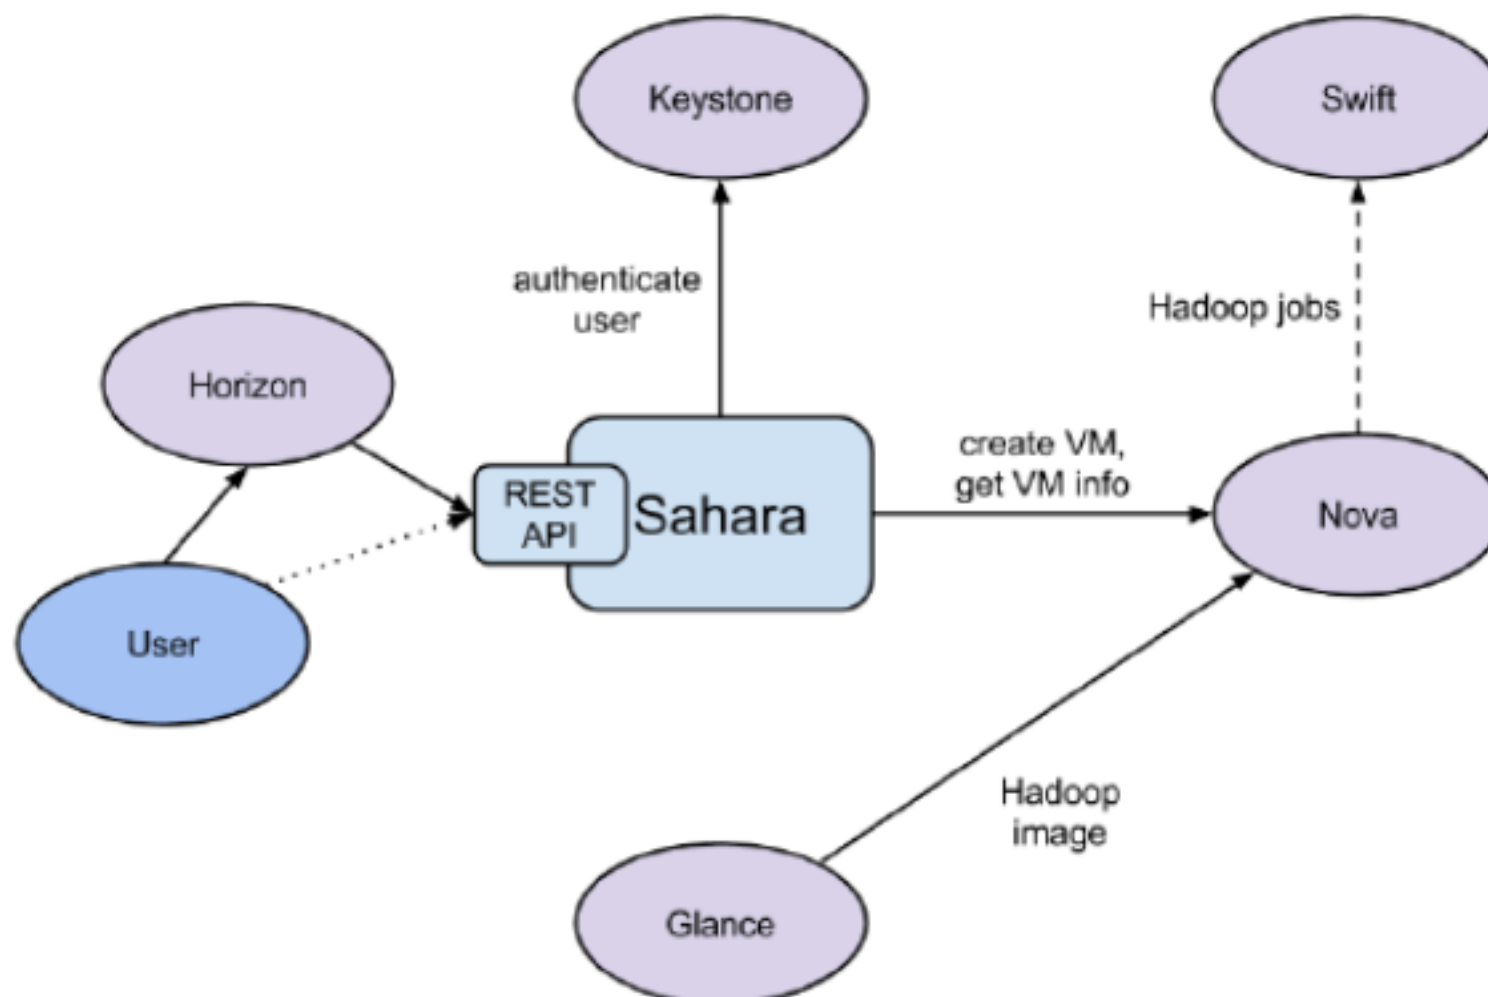 Keystone
Swift
authenticate
user
Hadoop jobs
Horizon
create VM,
get VM info
REST
API
Sahara
Nova
User
Hadoop
image
Glance